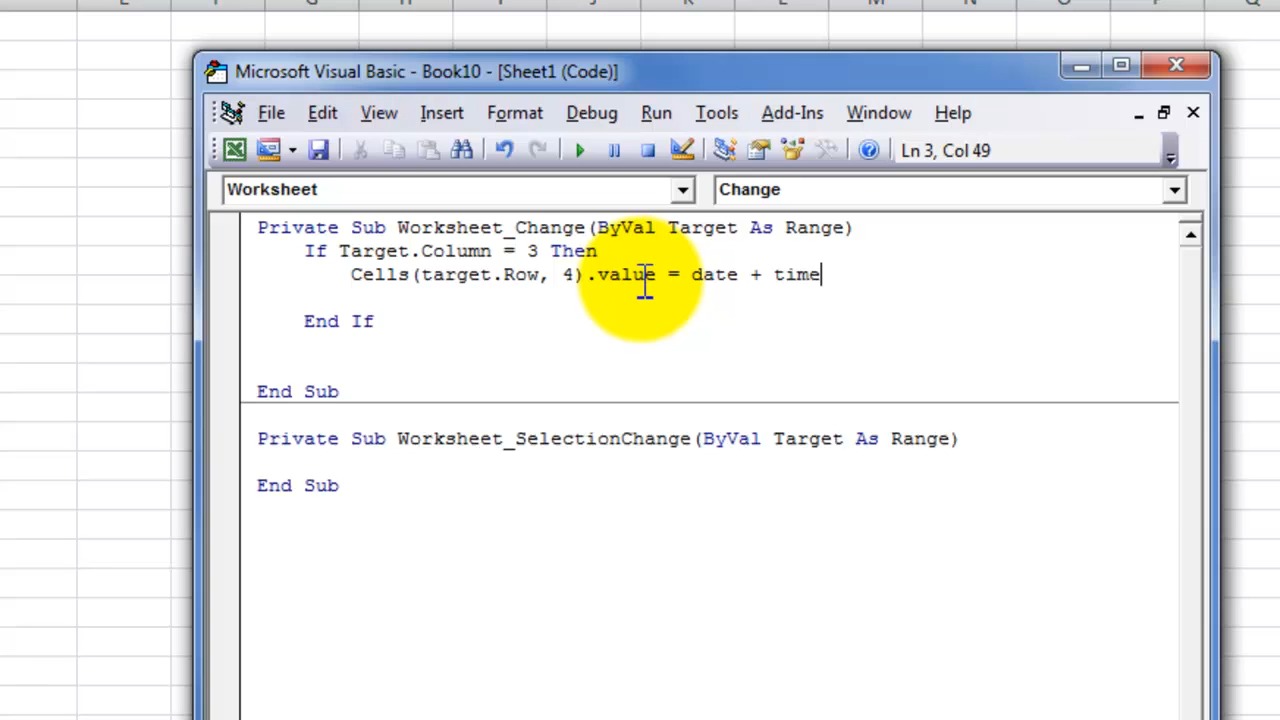 Microsoft Visual Basic - Book10 - [Sheet1 (Code)]
File Edit View Insert Format Debug Run Tools Add-Ins Window Help
Ln 3, Col 49
Worksheet Change
Private Sub Worksheet_Change(ByVal Target As Range)
If Target.Column = 3 Then
Cells(target.Row, 4).value = date + time
End If
End Sub
Private Sub Worksheet_SelectionChange(ByVal Target As Range)
End Sub